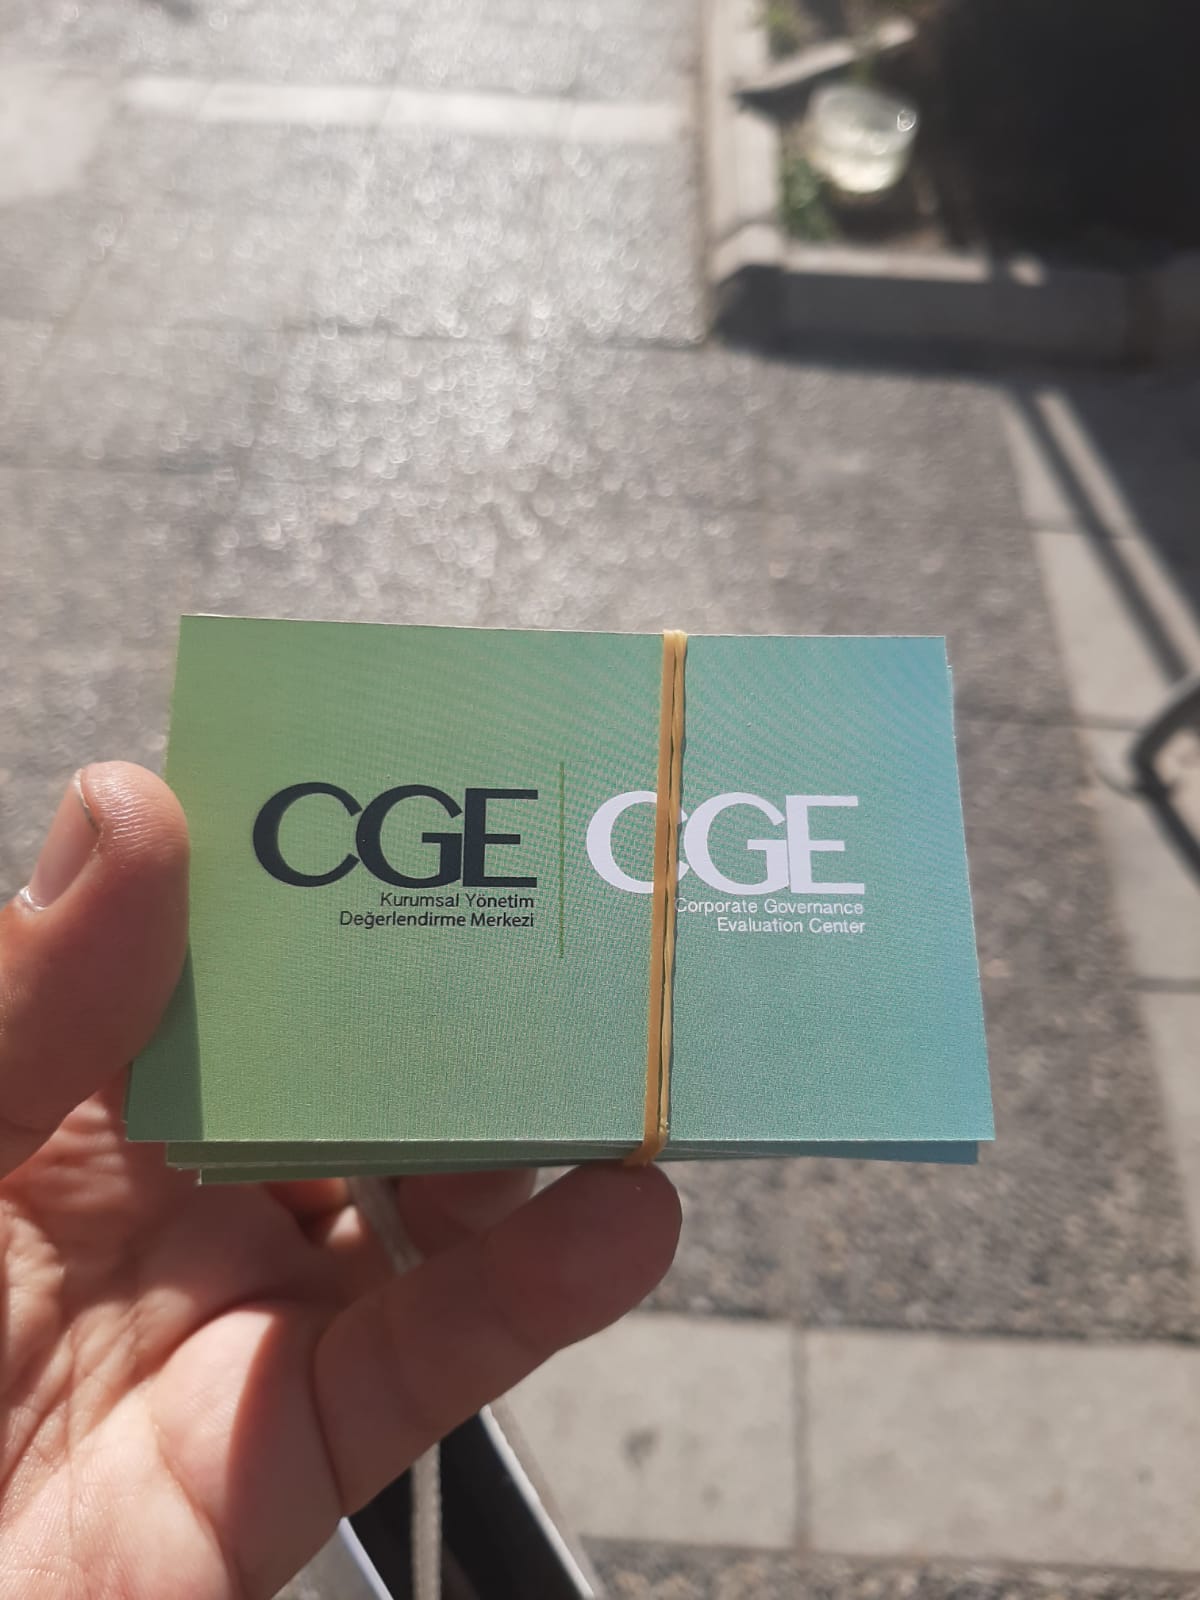 CGE
Kurumsal Yönetim
Değerlendirme Merkezi
CGE
Corporate Governance
Evaluation Center